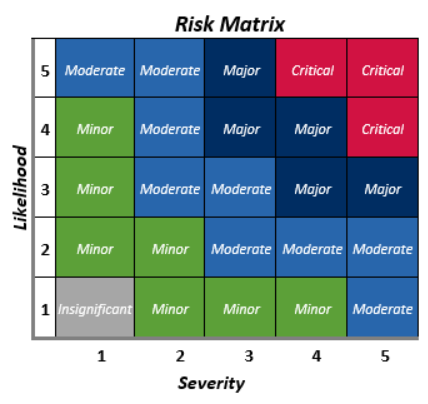 Risk Matrix
Likelihood
5 Moderate Moderate Major Critical Critical
4 Minor Moderate Major Major Critical
3 Minor Moderate Moderate Major Major
2 Minor Minor Moderate Moderate Moderate
1 Insignificant Minor Minor Minor Moderate
1 2 3 4 5
Severity